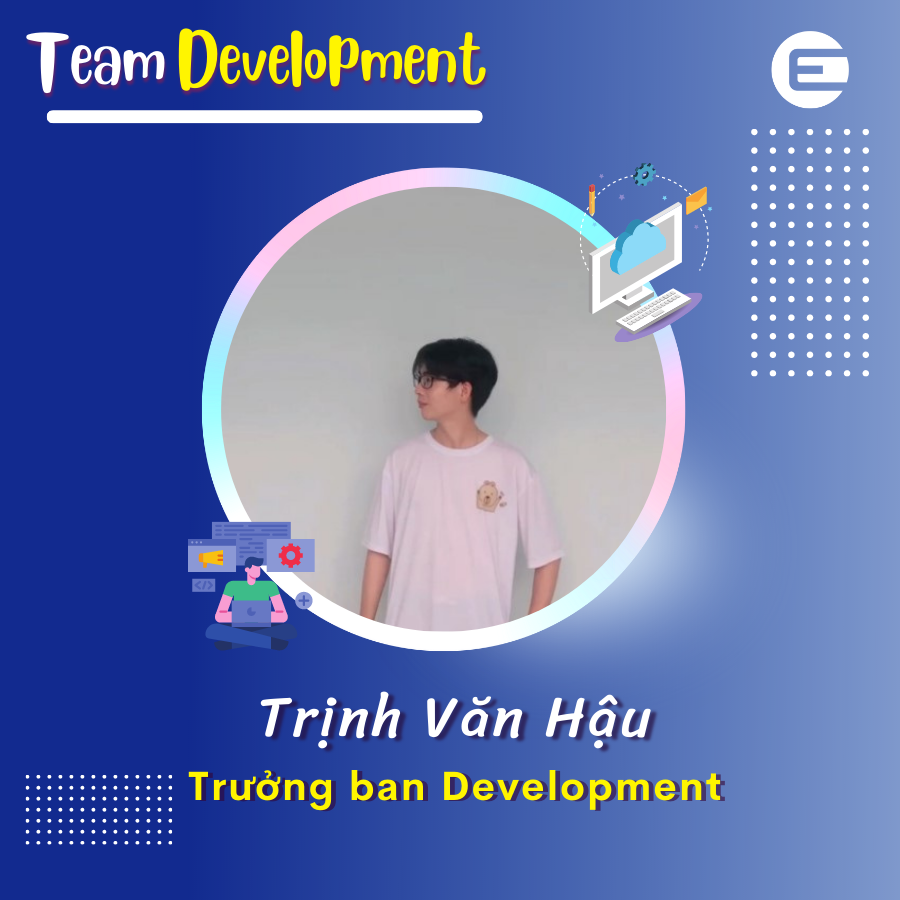 Team Development
E
Trịnh Văn Hậu
Trưởng ban Development